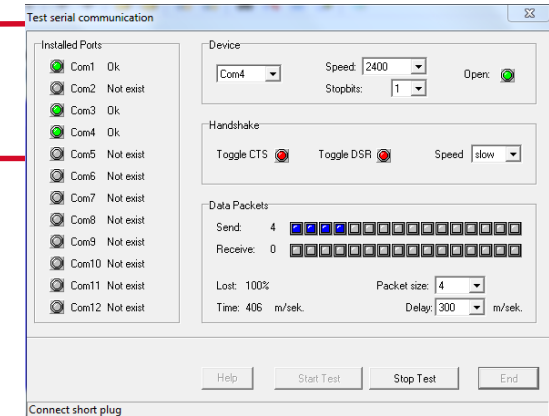 Test serial communication
Installed Ports
Com1 Ok
Com2 Not exist
Com3 Ok
Com4 Ok
Com5 Not exist
Com6 Not exist
Com7 Not exist
Com8 Not exist
Com9 Not exist
Com10 Not exist
Com11 Not exist
Com12 Not exist
Device
Com4 Speed: 2400 Open:
Stopbits: 1
Handshake
Toggle CTS Toggle DSR Speed slow
Data Packets
Send: 4
Receive: 0
Lost: 100% Packet size: 4
Time: 406 m/sek. Delay: 300 m/sek.
Help Start Test Stop Test End
Connect short plug